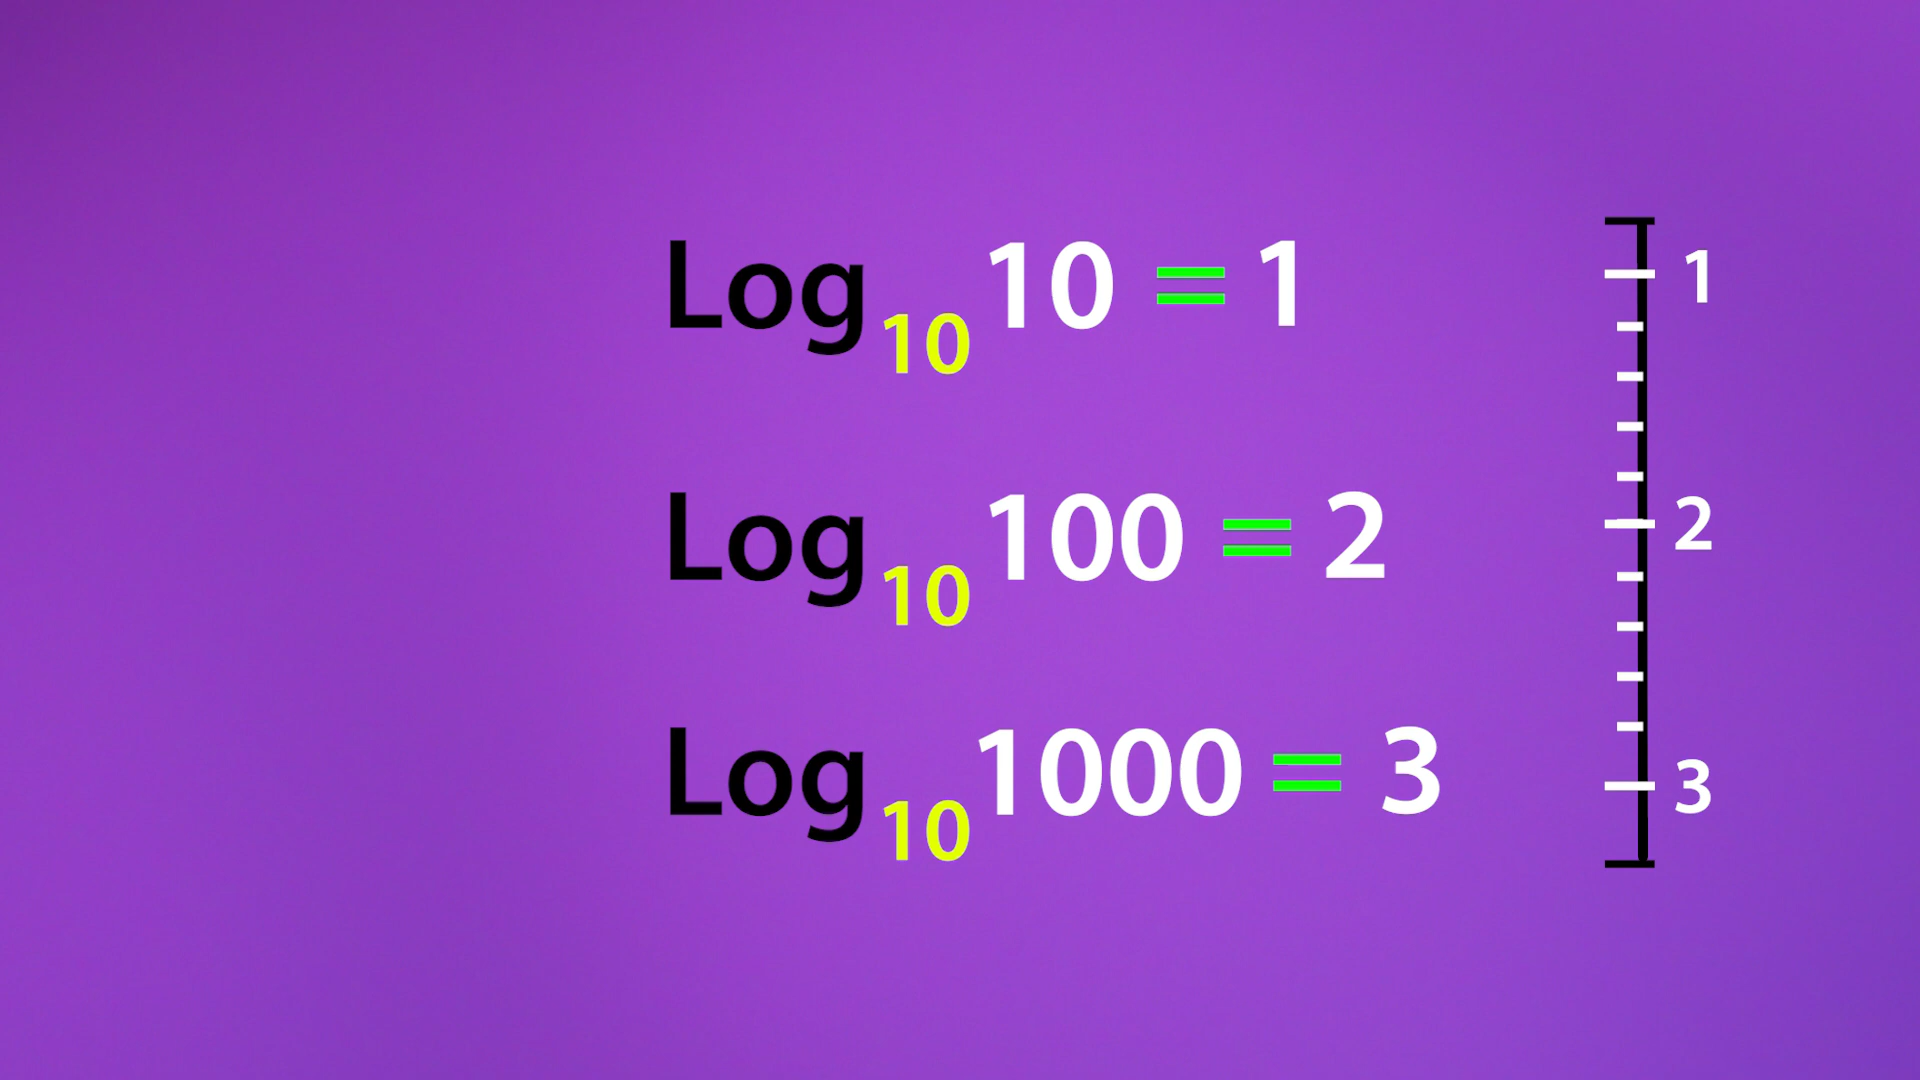 Log₁₀ 10 = 1
Log₁₀ 100 = 2
Log₁₀ 1000 = 3
1
2
3